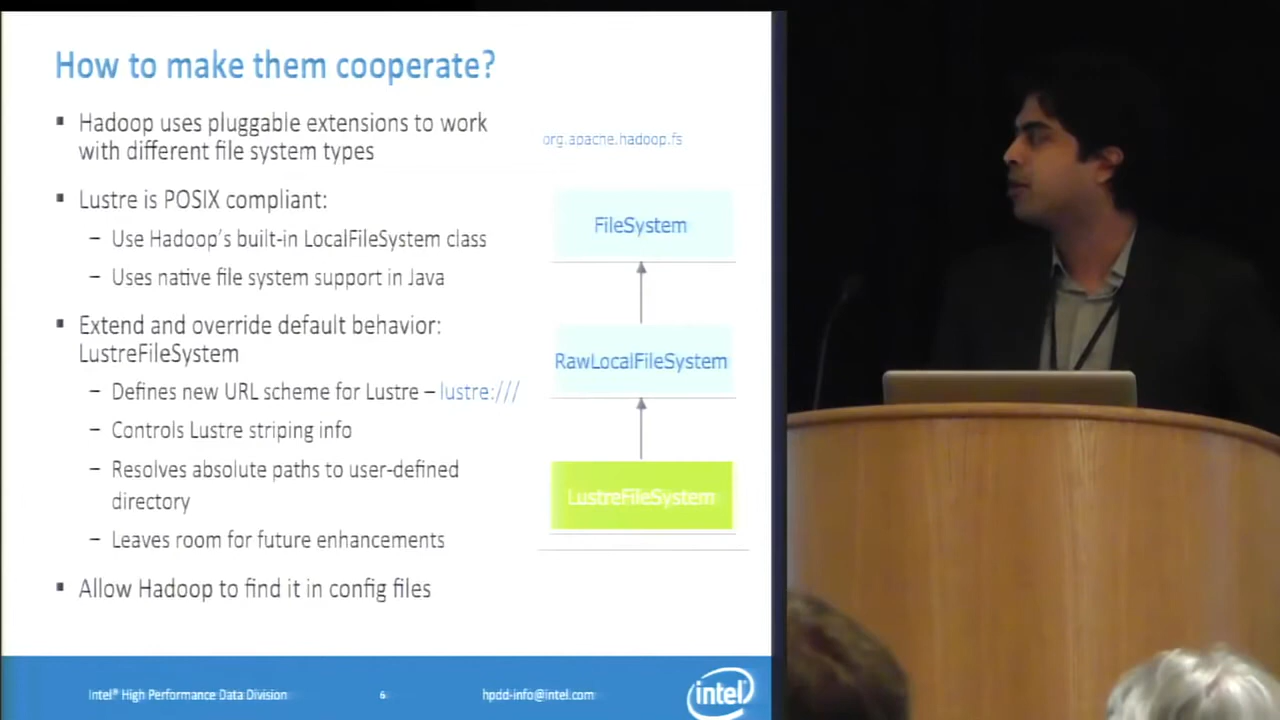 How to make them cooperate?
▪ Hadoop uses pluggable extensions to work
with different file system types
▪ Lustre is POSIX compliant:
– Use Hadoop's built-in LocalFileSystem class
– Uses native file system support in Java
▪ Extend and override default behavior:
LustreFileSystem
– Defines new URL scheme for Lustre – lustre:///
– Controls Lustre striping info
– Resolves absolute paths to user-defined
directory
– Leaves room for future enhancements
▪ Allow Hadoop to find it in config files
org.apache.hadoop.fs
FileSystem
RawLocalFileSystem
LustreFileSystem
Intel® High Performance Data Division
6
hpdd-info@intel.com
intel